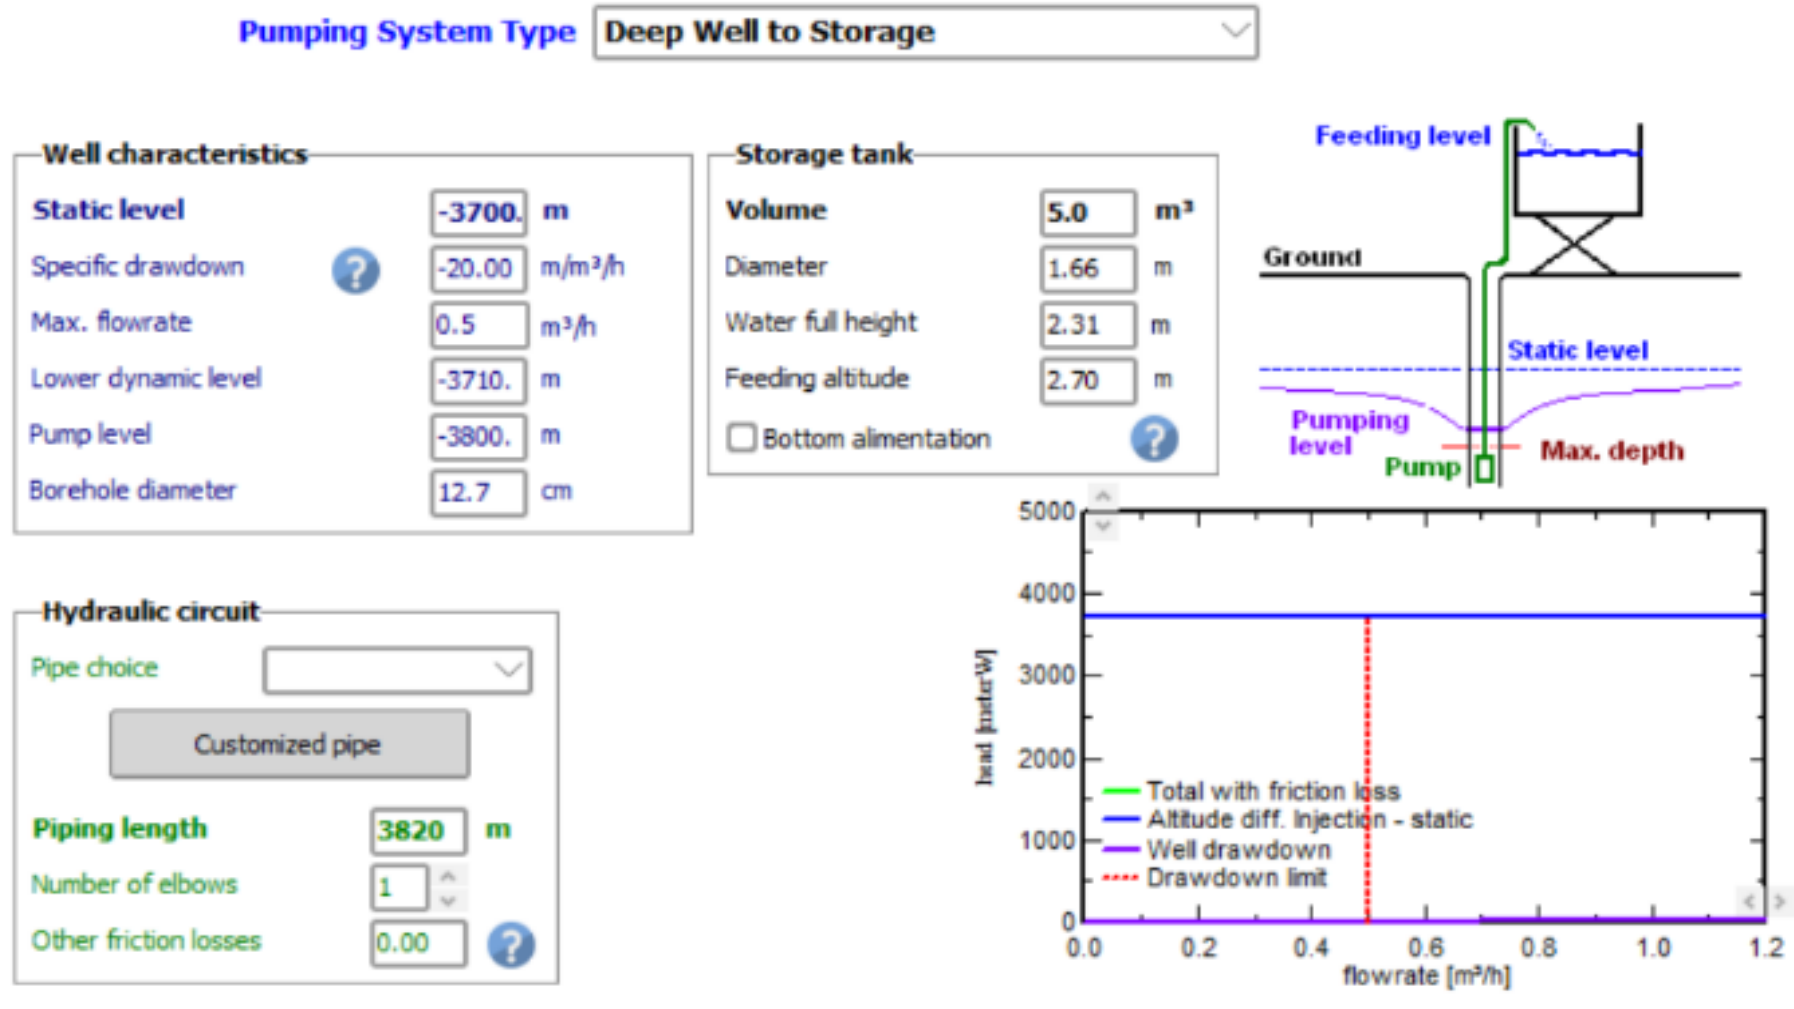 Pumping System Type Deep Well to Storage
Well characteristics
Static level -3700. m
Specific drawdown ? -20.00 m/m³/h
Max. flowrate 0.5 m³/h
Lower dynamic level -3710. m
Pump level -3800. m
Borehole diameter 12.7 cm
Storage tank
Volume 5.0 m³
Diameter 1.66 m
Water full height 2.31 m
Feeding altitude 2.70 m
Bottom alimentation ?
Feeding level
Ground
Static level
Pumping
level
Max. depth
Pump
Hydraulic circuit
Pipe choice
Customized pipe
Piping length 3820 m
Number of elbows 1
Other friction losses 0.00 ?
head [meterW]
5000
4000
3000
2000
1000
0
Total with friction loss
Altitude diff. Injection - static
Well drawdown
Drawdown limit
0.0 0.2 0.4 0.6 0.8 1.0 1.2
flowrate [m³/h]